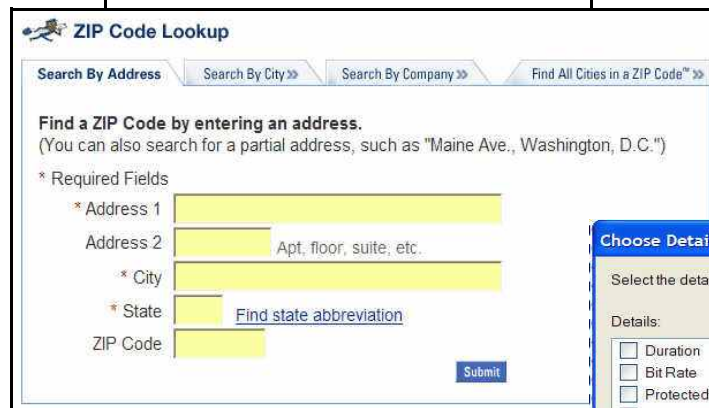 ZIP Code Lookup
Search By Address Search By City » Search By Company » Find All Cities in a ZIP Code™ »
Find a ZIP Code by entering an address.
(You can also search for a partial address, such as "Maine Ave., Washington, D.C.")
* Required Fields
* Address 1
Address 2 Apt, floor, suite, etc.
* City
* State Find state abbreviation
ZIP Code
Submit
Choose Detai
Select the deta
Details:
Duration
Bit Rate
Protected